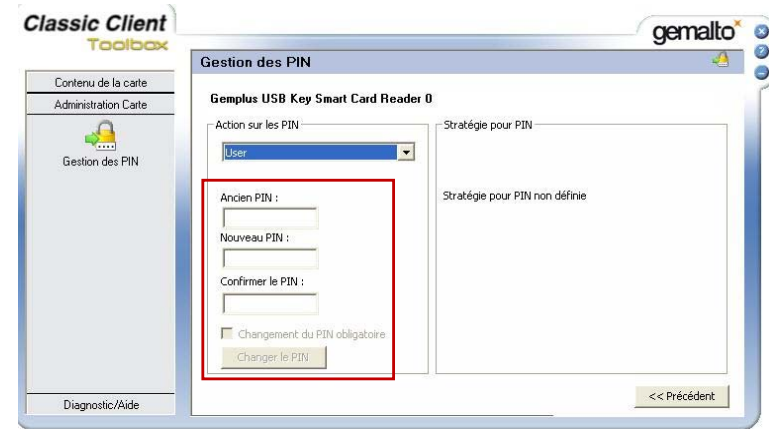 Classic Client
Toolbox
gemalto
Gestion des PIN
Contenu de la carte
Administration Carte
Gestion des PIN
Diagnostic/Aide
Gemplus USB Key Smart Card Reader 0
Action sur les PIN
User
Ancien PIN :
Nouveau PIN :
Confirmer le PIN :
Changement du PIN obligatoire
Changer le PIN
Stratégie pour PIN
Stratégie pour PIN non définie
<< Précédent